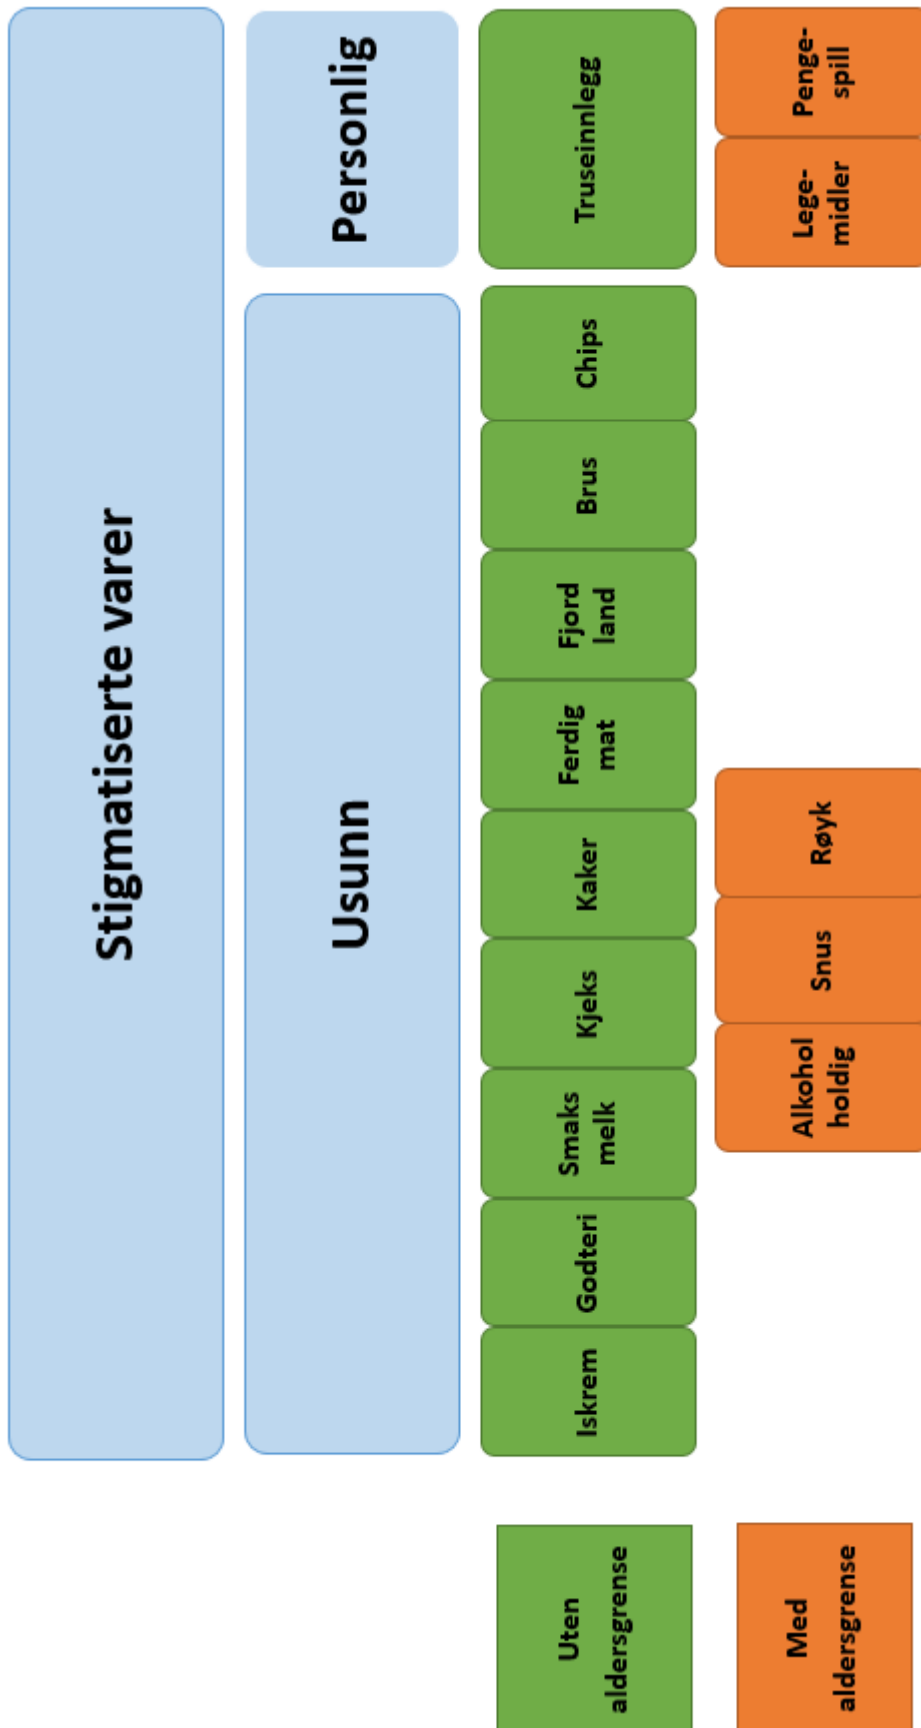 Stigmatiserte varer
Usunn
Personlig
Uten
aldersgrense
Iskrem
Godteri
Smaks
melk
Kjeks
Kaker
Ferdig
mat
Fjord
land
Brus
Chips
Truseinnlegg
Med
aldersgrense
Alkohol
holdig
Snus
Røyk
Lege-
midler
Penge-
spill